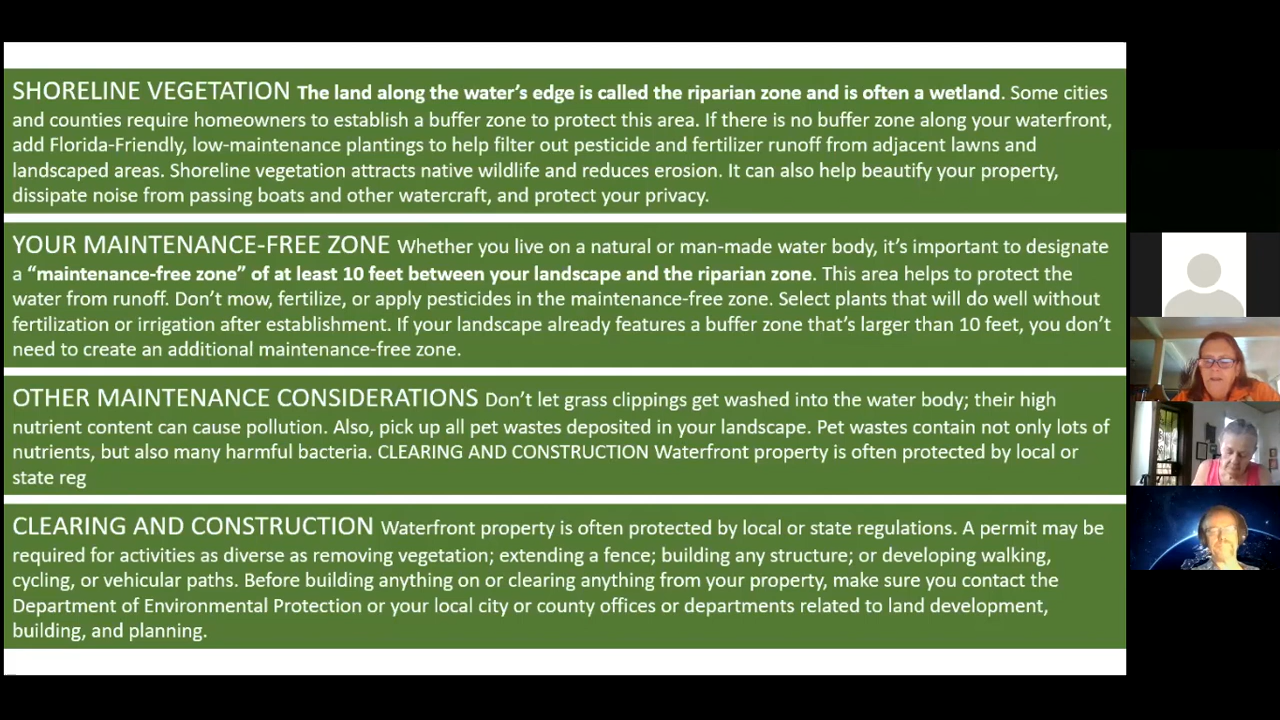 SHORELINE VEGETATION The land along the water's edge is called the riparian zone and is often a wetland. Some cities
and counties require homeowners to establish a buffer zone to protect this area. If there is no buffer zone along your waterfront,
add Florida-Friendly, low-maintenance plantings to help filter out pesticide and fertilizer runoff from adjacent lawns and
landscaped areas. Shoreline vegetation attracts native wildlife and reduces erosion. It can also help beautify your property,
dissipate noise from passing boats and other watercraft, and protect your privacy.
YOUR MAINTENANCE-FREE ZONE Whether you live on a natural or man-made water body, it's important to designate
a “maintenance-free zone” of at least 10 feet between your landscape and the riparian zone. This area helps to protect the
water from runoff. Don't mow, fertilize, or apply pesticides in the maintenance-free zone. Select plants that will do well without
fertilization or irrigation after establishment. If your landscape already features a buffer zone that's larger than 10 feet, you don't
need to create an additional maintenance-free zone.
OTHER MAINTENANCE CONSIDERATIONS Don't let grass clippings get washed into the water body; their high
nutrient content can cause pollution. Also, pick up all pet wastes deposited in your landscape. Pet wastes contain not only lots of
nutrients, but also many harmful bacteria. CLEARING AND CONSTRUCTION Waterfront property is often protected by local or
state reg
CLEARING AND CONSTRUCTION Waterfront property is often protected by local or state regulations. A permit may be
required for activities as diverse as removing vegetation; extending a fence; building any structure; or developing walking,
cycling, or vehicular paths. Before building anything on or clearing anything from your property, make sure you contact the
Department of Environmental Protection or your local city or county offices or departments related to land development,
building, and planning.